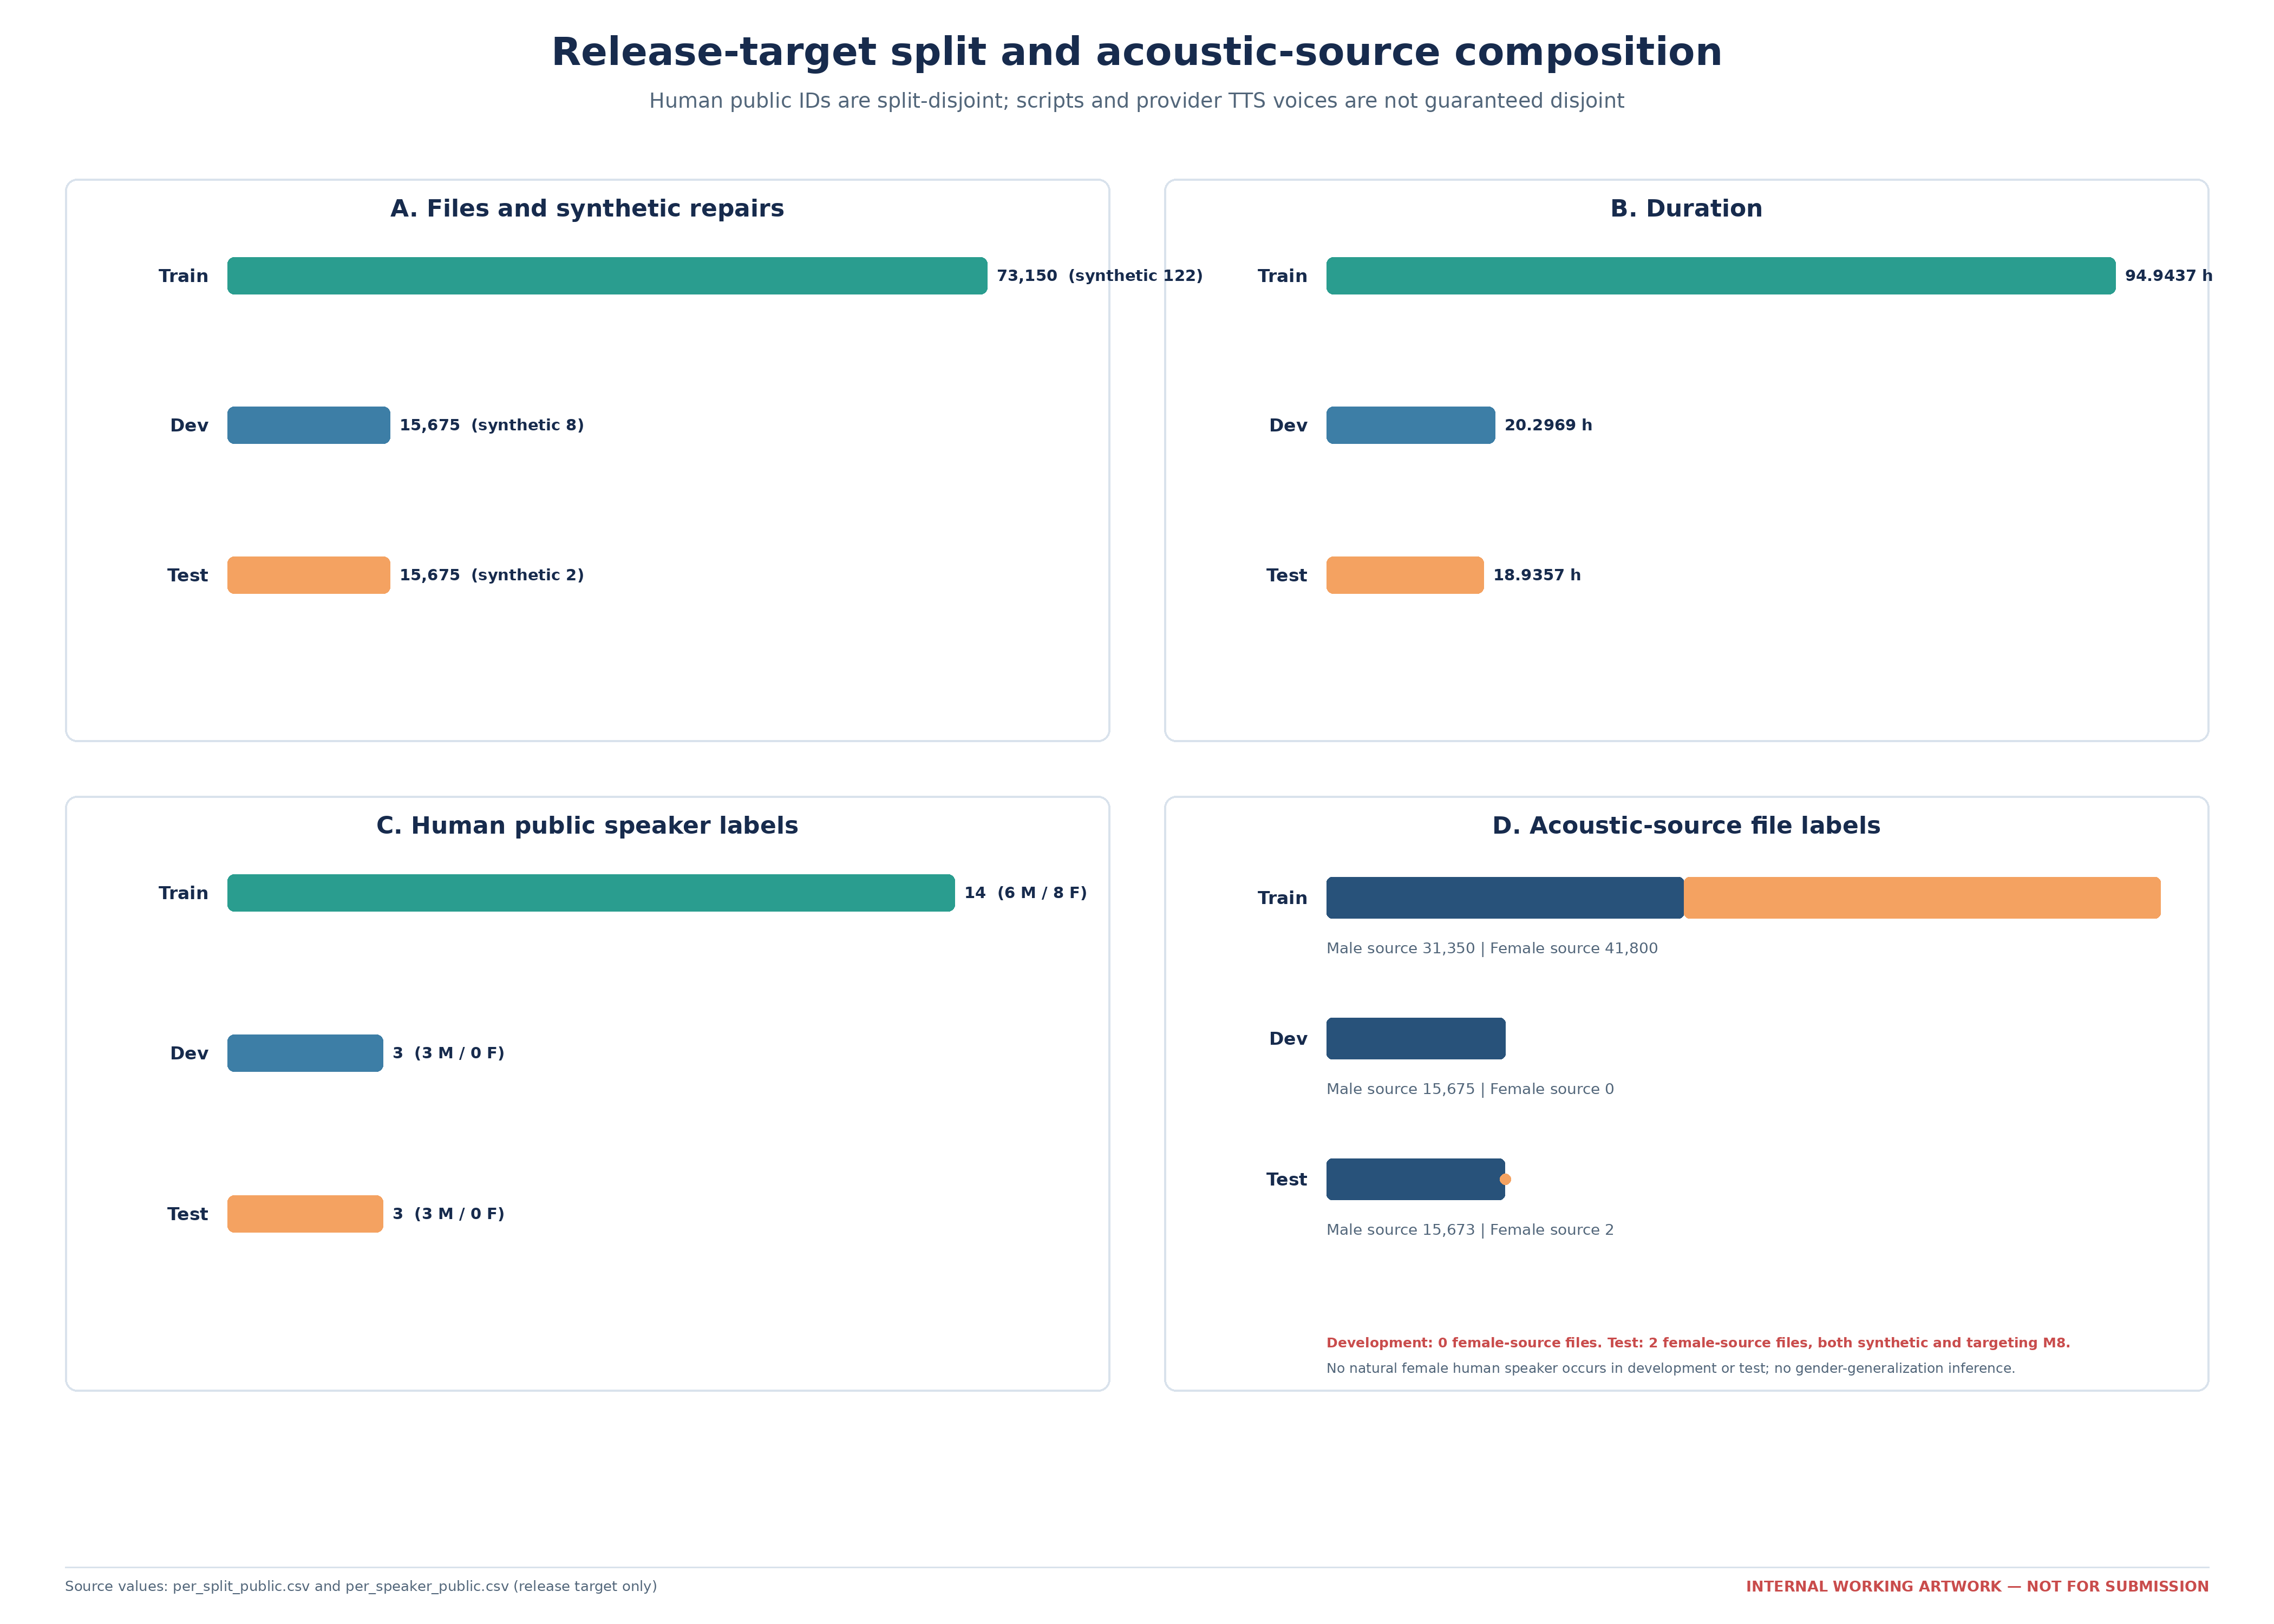 Release-target split and acoustic-source composition
Human public IDs are split-disjoint; scripts and provider TTS voices are not guaranteed disjoint
A. Files and synthetic repairs
Train 73,150 (synthetic 122)
Dev 15,675 (synthetic 8)
Test 15,675 (synthetic 2)
B. Duration
Train 94.9437 h
Dev 20.2969 h
Test 18.9357 h
C. Human public speaker labels
Train 14 (6 M / 8 F)
Dev 3 (3 M / 0 F)
Test 3 (3 M / 0 F)
D. Acoustic-source file labels
Train
Male source 31,350 | Female source 41,800
Dev
Male source 15,675 | Female source 0
Test
Male source 15,673 | Female source 2
Development: 0 female-source files. Test: 2 female-source files, both synthetic and targeting M8.
No natural female human speaker occurs in development or test; no gender-generalization inference.
Source values: per_split_public.csv and per_speaker_public.csv (release target only)
INTERNAL WORKING ARTWORK — NOT FOR SUBMISSION